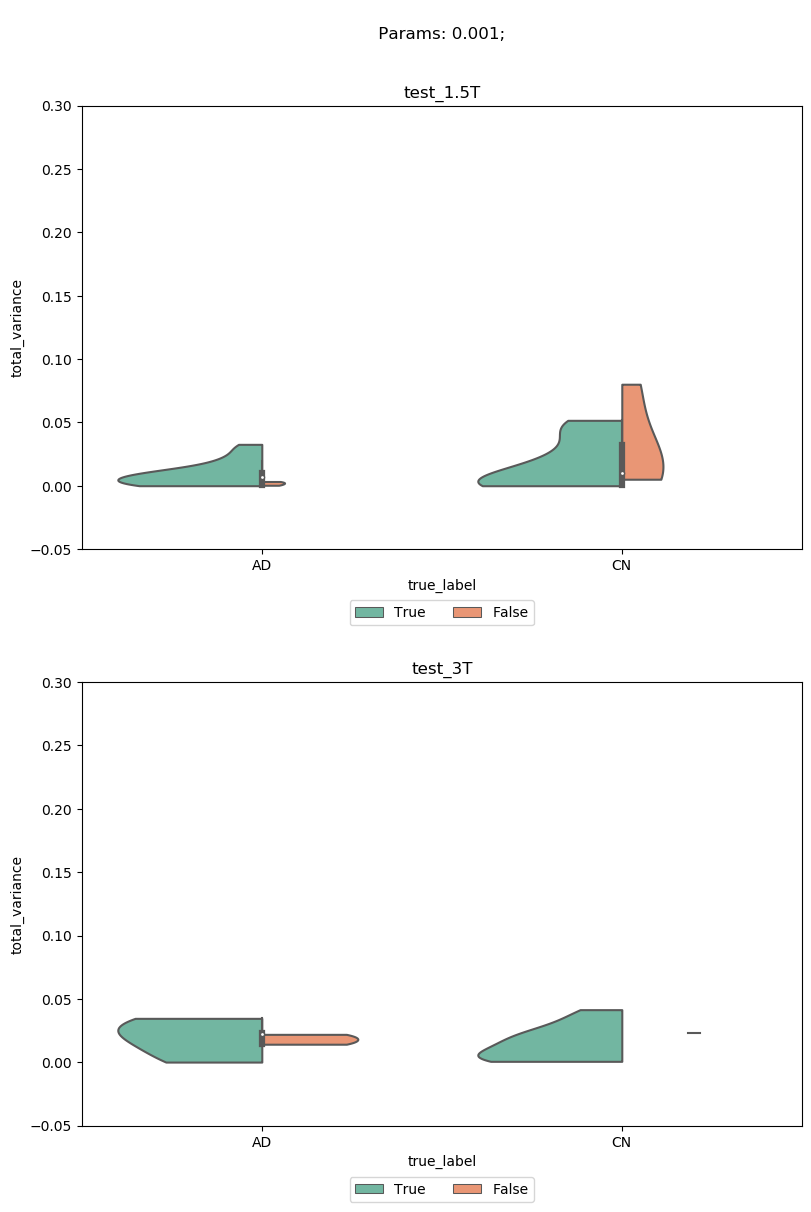 Params: 0.001;
test_1.5T
0.30
0.25
0.20
0.15
0.10
0.05
0.00
−0.05
total_variance
AD CN
true_label
True False
test_3T
0.30
0.25
0.20
0.15
0.10
0.05
0.00
−0.05
total_variance
AD CN
true_label
True False